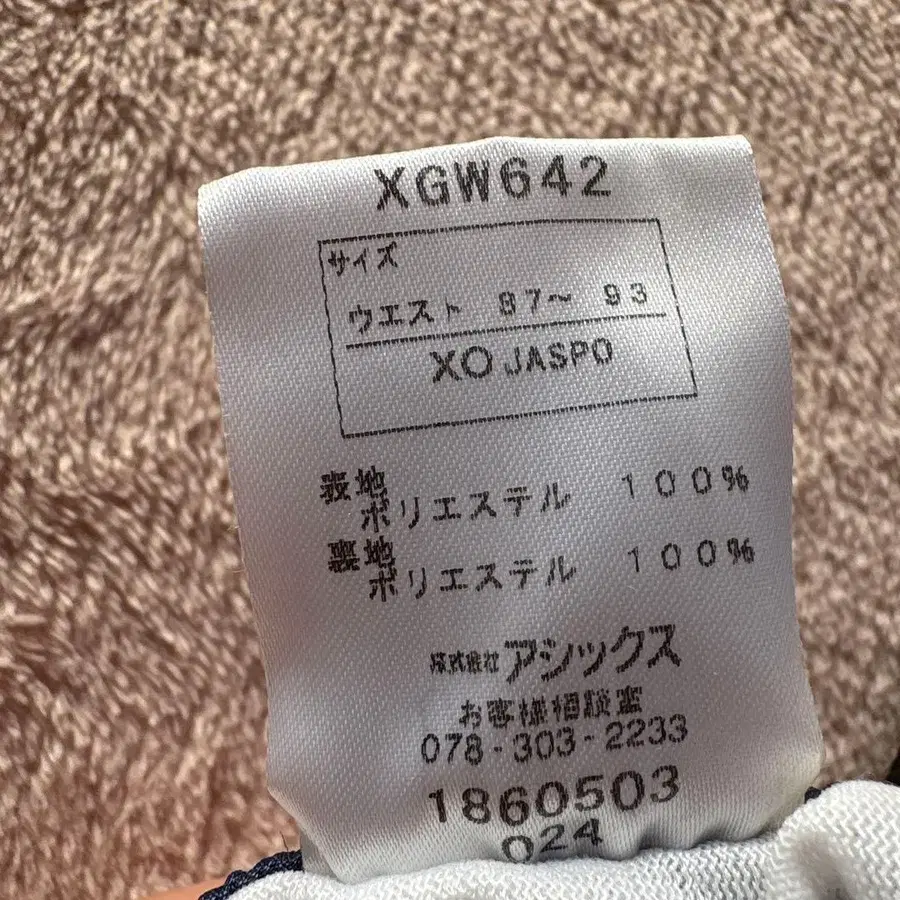 XGW642
サイズ
ウエスト 87～ 93
XO JASPO
表地
ポリエステル 100%
裏地
ポリエステル 100%
株式会社アシックス
お客様相談室
078-303-2233
1860503
024